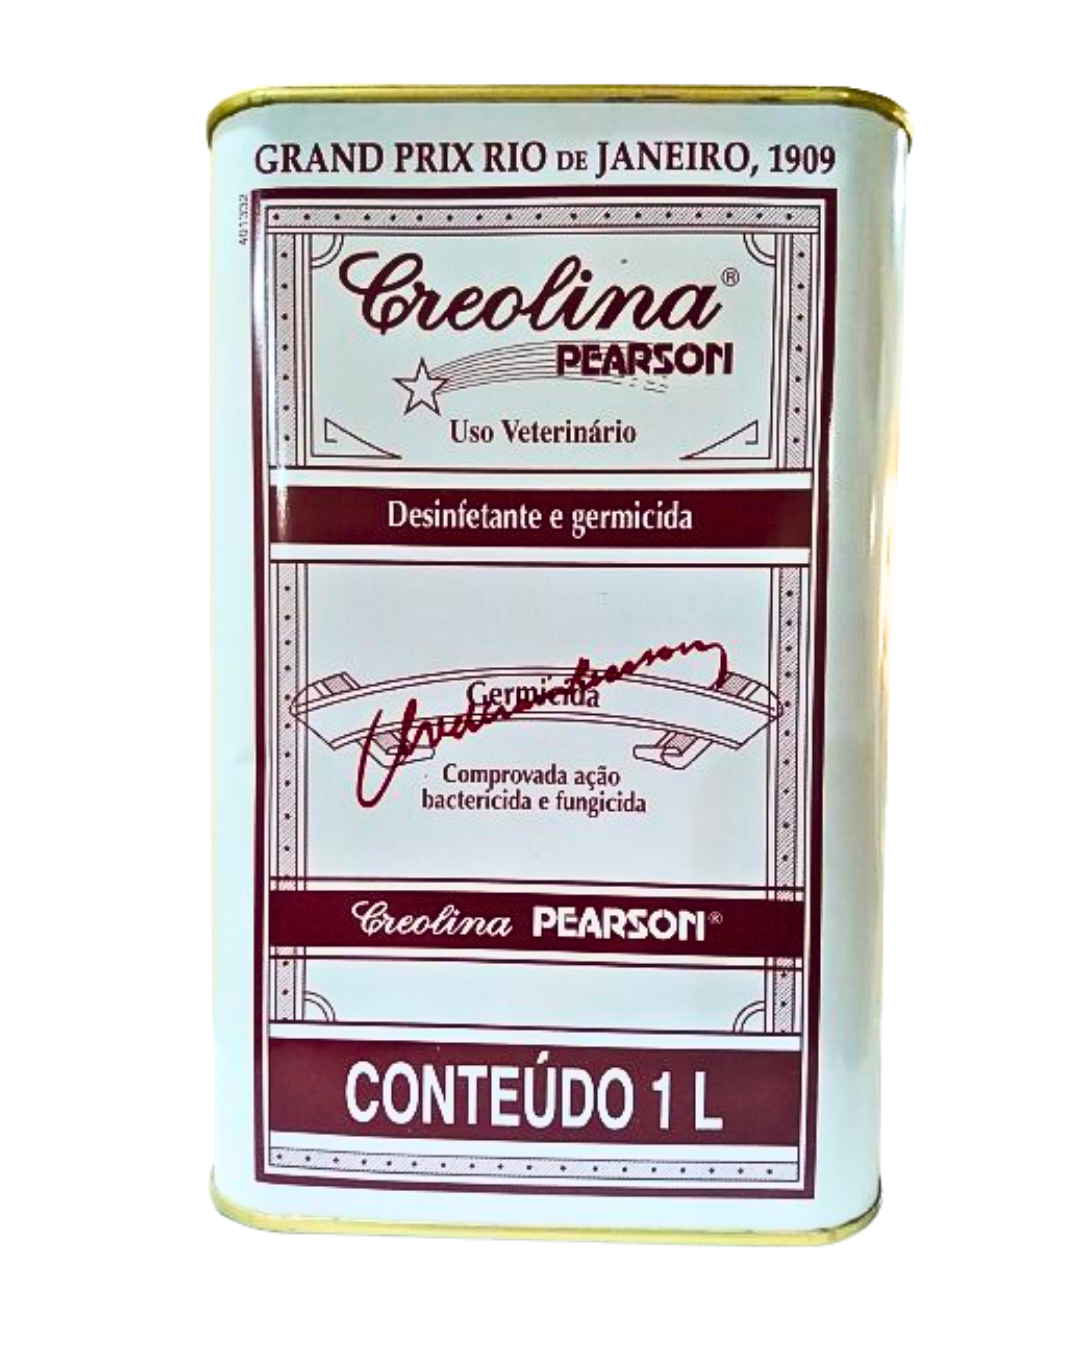 GRAND PRIX RIO DE JANEIRO, 1909
401332
Creolina®
PEARSON
Uso Veterinário
Desinfetante e germicida
Germicida
Comprovada ação
bactericida e fungicida
Creolina PEARSON®
CONTEÚDO 1 L